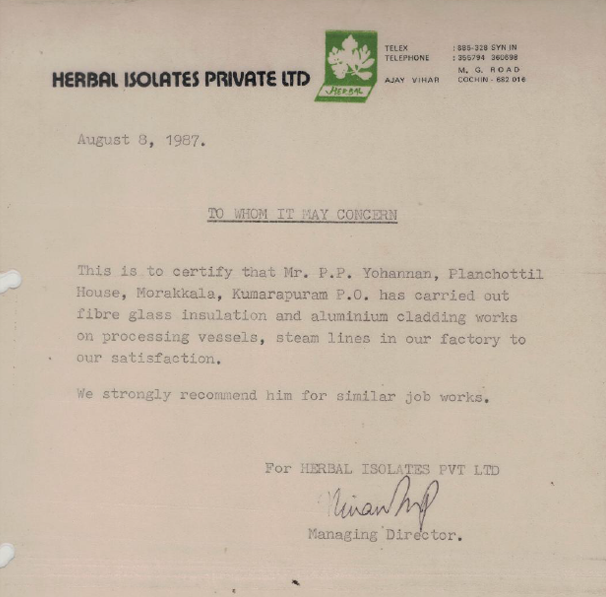 HERBAL ISOLATES PRIVATE LTD
HERBAL
TELEX : 885-328 SYN IN
TELEPHONE : 355794 360598
AJAY VIHAR M. G. ROAD
COCHIN - 682 016
August 8, 1987.
TO WHOM IT MAY CONCERN
This is to certify that Mr. P.P. Yohannan, Planchottil
House, Morakkala, Kumarapuram P.O. has carried out
fibre glass insulation and aluminium cladding works
on processing vessels, steam lines in our factory to
our satisfaction.
We strongly recommend him for similar job works.
For HERBAL ISOLATES PVT LTD
Managing Director.